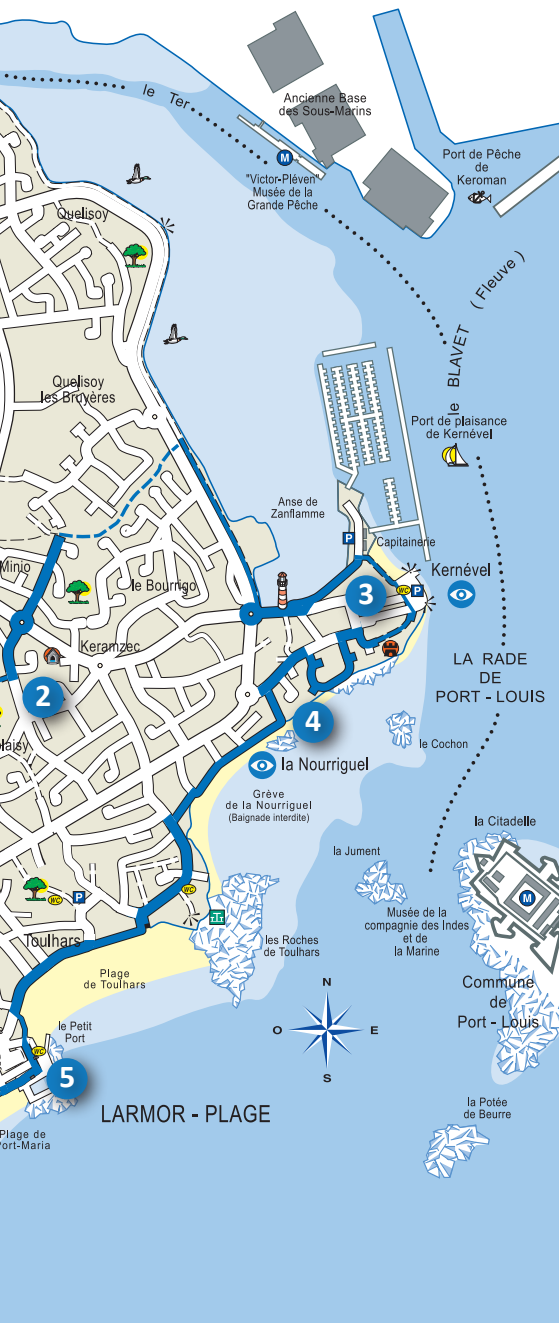 le Ter
Ancienne Base
des Sous-Marins
M
"Victor-Pléven"
Musée de la
Grande Pêche
Port de Pêche
de
Keroman
Quelisoy
le BLAVET (Fleuve)
Quelisoy
les Bruyères
Port de plaisance
de Kernével
Anse de
Zanflamme
P
Capitainerie
Minio
le Bourrigo
Kernével
WC
P
3
Keramzec
2
LA RADE
DE
PORT - LOUIS
4
le Cochon
la Nourriguel
Grève
de la Nourriguel
(Baignade interdite)
la Citadelle
la Jument
M
WC
P
WC
Musée de la
compagnie des Indes
et de
la Marine
Toulhars
les Roches
de Toulhars
Plage
de Toulhars
Commune
de
Port - Louis
N
O
E
S
le Petit
Port
WC
5
LARMOR - PLAGE
la Potée
de Beurre
Plage de
Port-Maria